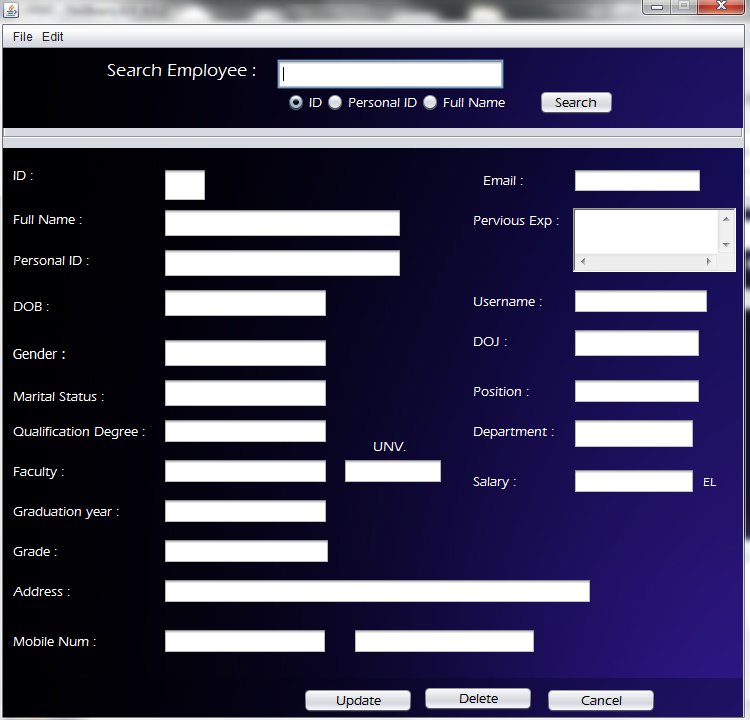 File Edit
Search Employee :
ID Personal ID Full Name Search
ID :
Email :
Full Name :
Pervious Exp :
Personal ID :
DOB :
Username :
Gender :
DOJ :
Marital Status :
Position :
Qualification Degree :
Department :
UNV.
Faculty :
Salary :
EL
Graduation year :
Grade :
Address :
Mobile Num :
Update Delete Cancel